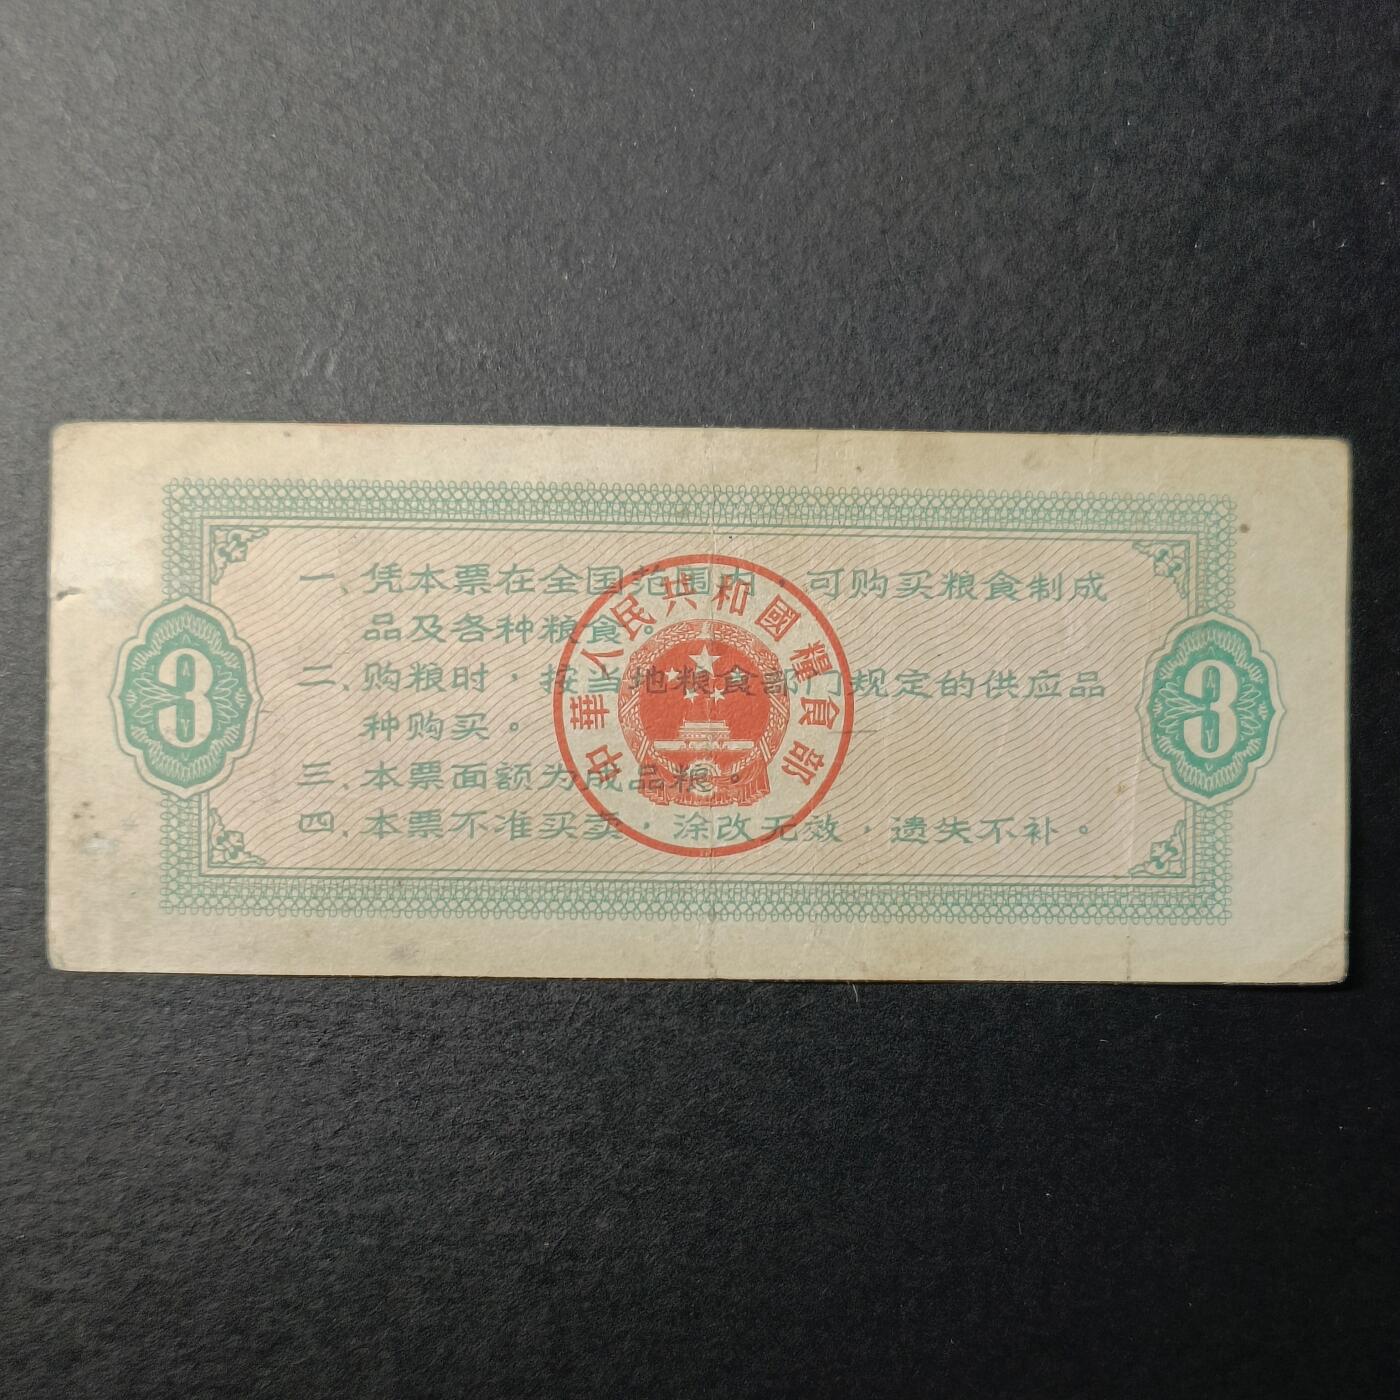 一、凭本票在全国范围内，可购买粮食制成
品及各种粮食。
二、购粮时，按当地粮食部门规定的供应品
种购买。
三、本票面额为成品粮。
四、本票不准买卖，涂改无效，遗失不补。
中華人民共和國糧食部
3
3